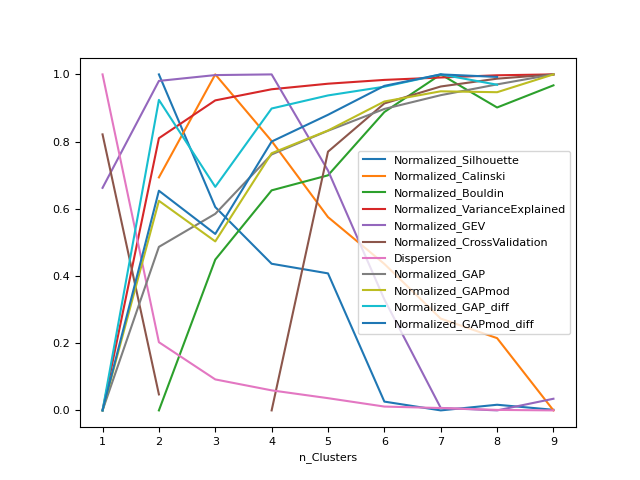 1.0
0.8
0.6
0.4
0.2
0.0
Normalized_Silhouette
Normalized_Calinski
Normalized_Bouldin
Normalized_VarianceExplained
Normalized_GEV
Normalized_CrossValidation
Dispersion
Normalized_GAP
Normalized_GAPmod
Normalized_GAP_diff
Normalized_GAPmod_diff
1 2 3 4 5 6 7 8 9
n_Clusters